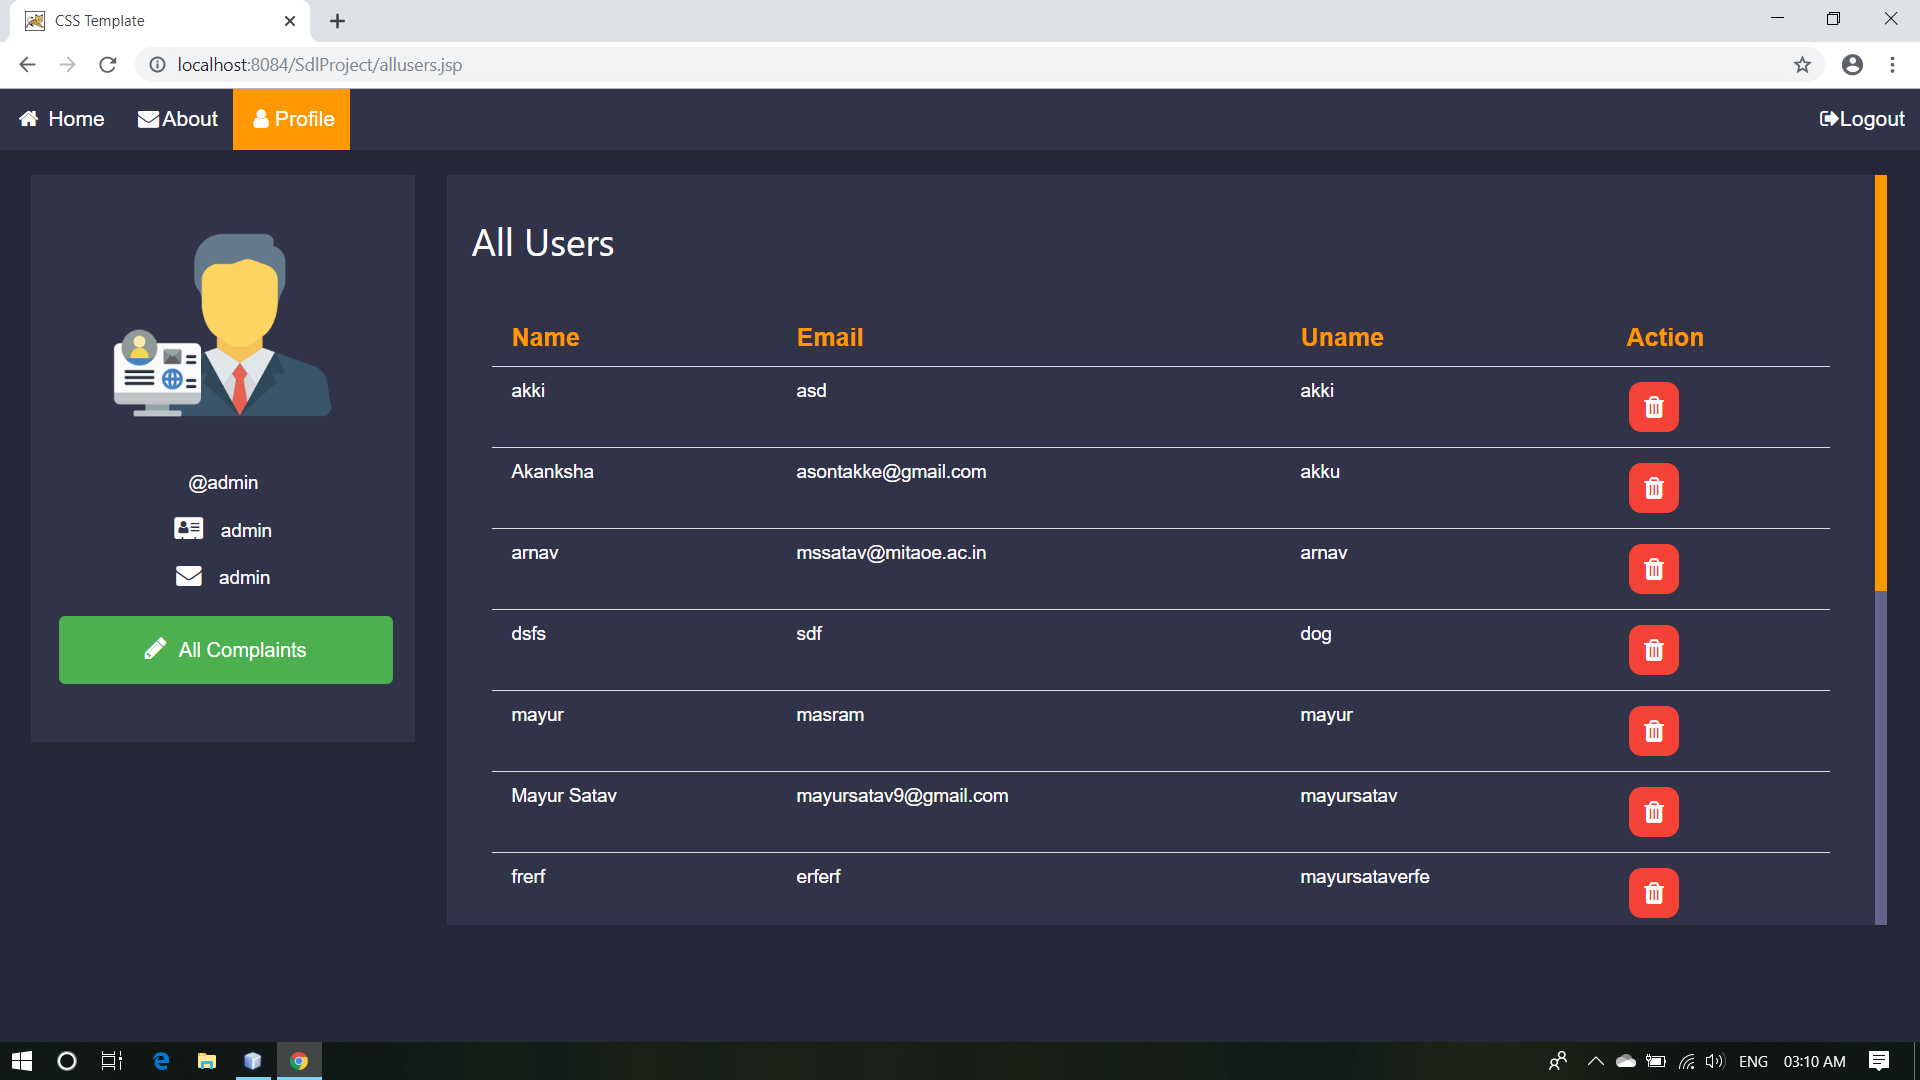 CSS Template
localhost:8084/SdlProject/allusers.jsp
Home About Profile Logout
@admin
admin
admin
All Complaints
All Users
Name Email Uname Action
akki asd akki
Akanksha asontakke@gmail.com akku
arnav mssatav@mitaoe.ac.in arnav
dsfs sdf dog
mayur masram mayur
Mayur Satav mayursatav9@gmail.com mayursatav
frerf erferf mayursataverfe
ENG 03:10 AM